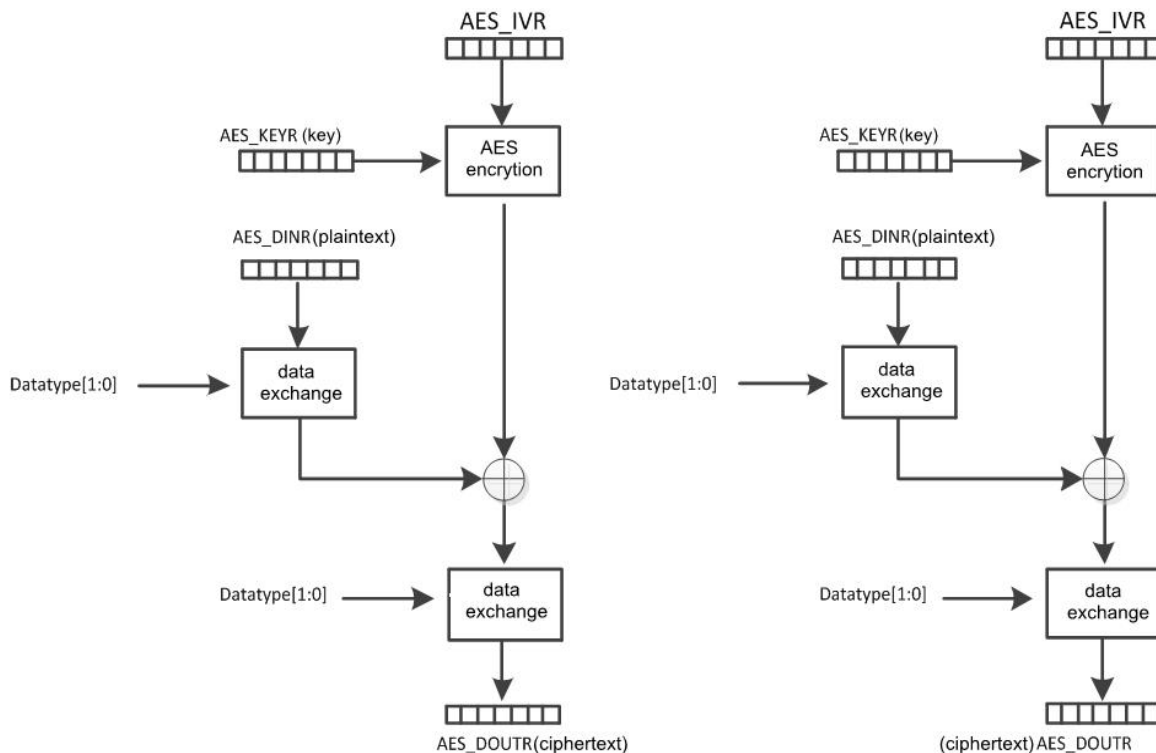 AES_IVR
AES_KEYR (key)
AES
encrytion
AES_DINR(plaintext)
Datatype[1:0]
data
exchange
Datatype[1:0]
data
exchange
AES_DOUTR(ciphertext)
AES_IVR
AES_KEYR (key)
AES
encrytion
AES_DINR(plaintext)
Datatype[1:0]
data
exchange
Datatype[1:0]
data
exchange
(ciphertext) AES_DOUTR